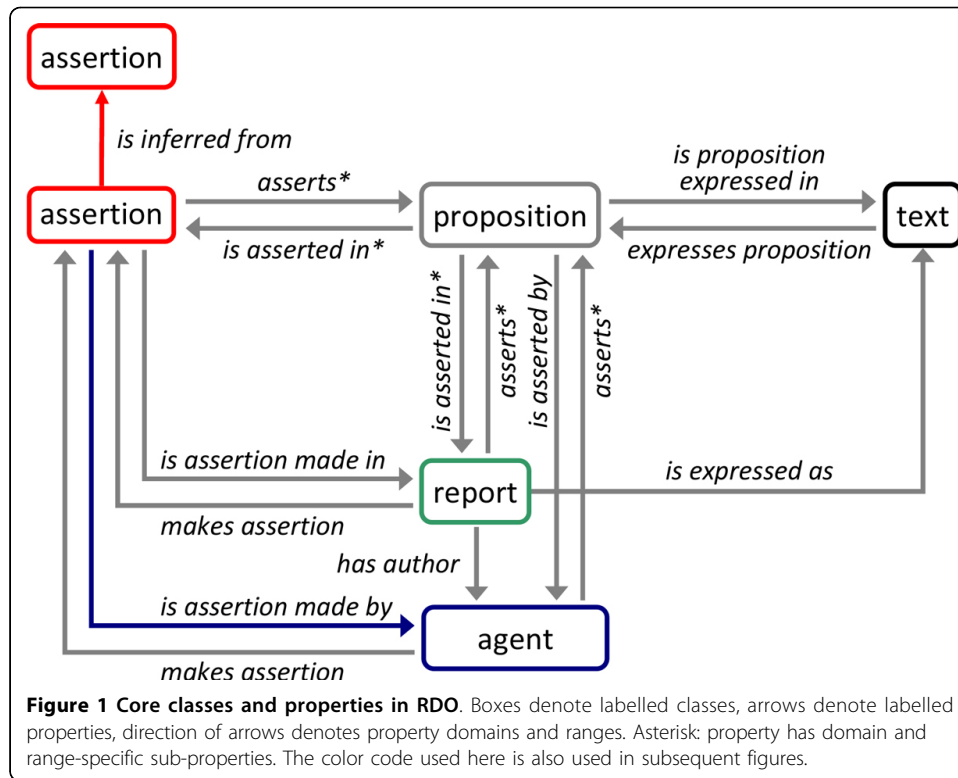 assertion
is inferred from
assertion
asserts*
is asserted in*
proposition
is proposition
expressed in
expresses proposition
text
is asserted in*
asserts*
is asserted by
asserts*
is assertion made in
makes assertion
report
is expressed as
has author
is assertion made by
makes assertion
agent
Figure 1 Core classes and properties in RDO. Boxes denote labelled classes, arrows denote labelled
properties, direction of arrows denotes property domains and ranges. Asterisk: property has domain and
range-specific sub-properties. The color code used here is also used in subsequent figures.